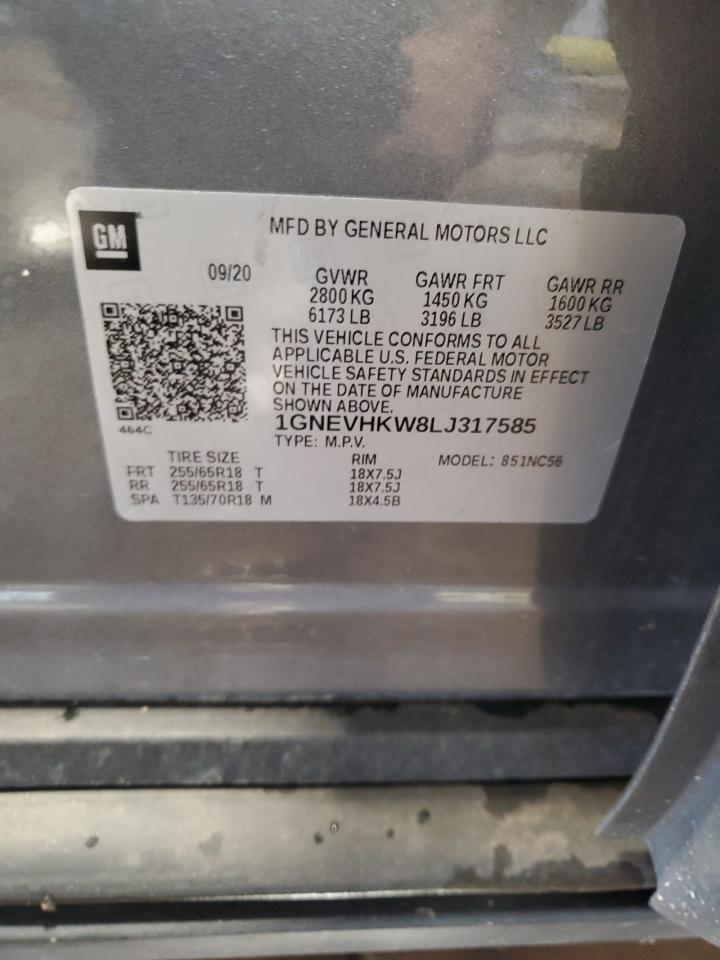 GM
MFD BY GENERAL MOTORS LLC
09/20 GVWR GAWR FRT GAWR RR
2800 KG 1450 KG 1600 KG
6173 LB 3196 LB 3527 LB
THIS VEHICLE CONFORMS TO ALL
APPLICABLE U.S. FEDERAL MOTOR
VEHICLE SAFETY STANDARDS IN EFFECT
ON THE DATE OF MANUFACTURE
SHOWN ABOVE.
464C
1GNEVHKW8LJ317585
TYPE: M.P.V.
TIRE SIZE RIM MODEL: 851NC56
FRT 255/65R18 T 18X7.5J
RR 255/65R18 T 18X7.5J
SPA T135/70R18 M 18X4.5B